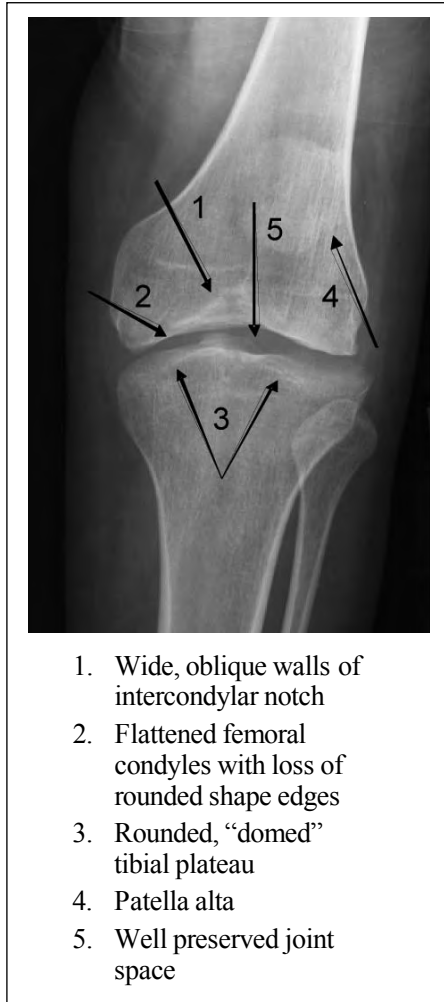 1
5
2
4
3
1. Wide, oblique walls of
intercondylar notch
2. Flattened femoral
condyles with loss of
rounded shape edges
3. Rounded, “domed”
tibial plateau
4. Patella alta
5. Well preserved joint
space